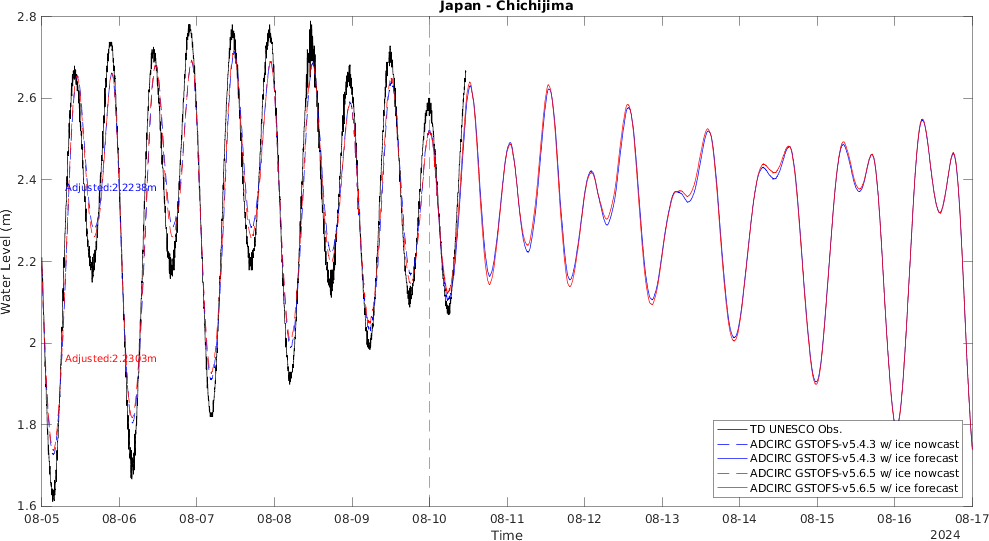 Japan - Chichijima
Water Level (m)
2.8
2.6
2.4
2.2
2
1.8
1.6
Adjusted:2.2238m
Adjusted:2.2303m
TD UNESCO Obs.
ADCIRC GSTOFS-v5.4.3 w/ ice nowcast
ADCIRC GSTOFS-v5.4.3 w/ ice forecast
ADCIRC GSTOFS-v5.6.5 w/ ice nowcast
ADCIRC GSTOFS-v5.6.5 w/ ice forecast
08-05 08-06 08-07 08-08 08-09 08-10 08-11 08-12 08-13 08-14 08-15 08-16 08-17
Time
2024